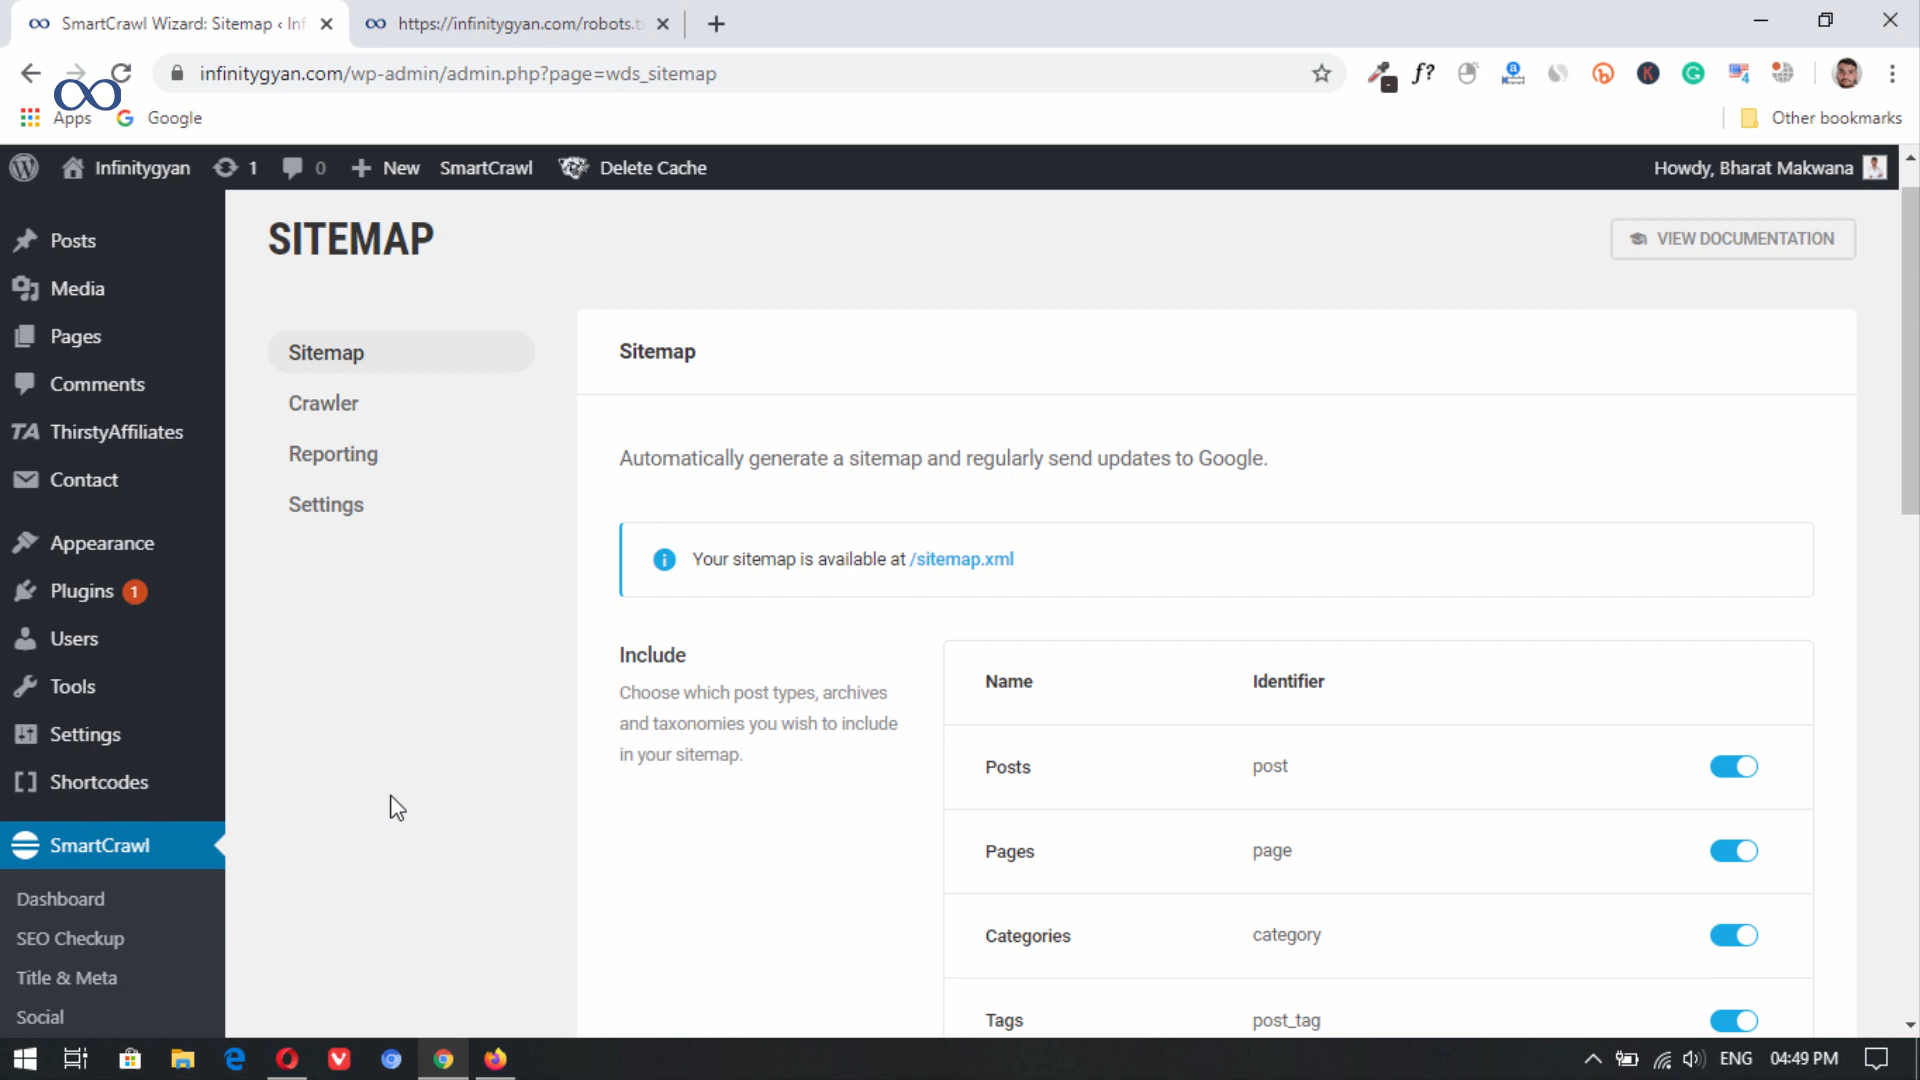 SmartCrawl Wizard: Sitemap ‹ Inf
https://infinitygyan.com/robots.t
infinitygyan.com/wp-admin/admin.php?page=wds_sitemap
f?
Apps
Google
Other bookmarks
Infinitygyan
1
0
New
SmartCrawl
Delete Cache
Howdy, Bharat Makwana
Posts
Media
Pages
Comments
TA ThirstyAffiliates
Contact
Appearance
Plugins 1
Users
Tools
Settings
Shortcodes
SmartCrawl
Dashboard
SEO Checkup
Title & Meta
Social
SITEMAP
VIEW DOCUMENTATION
Sitemap
Crawler
Reporting
Settings
Sitemap
Automatically generate a sitemap and regularly send updates to Google.
Your sitemap is available at /sitemap.xml
Include
Choose which post types, archives
and taxonomies you wish to include
in your sitemap.
Name Identifier
Posts post
Pages page
Categories category
Tags post_tag
ENG 04:49 PM